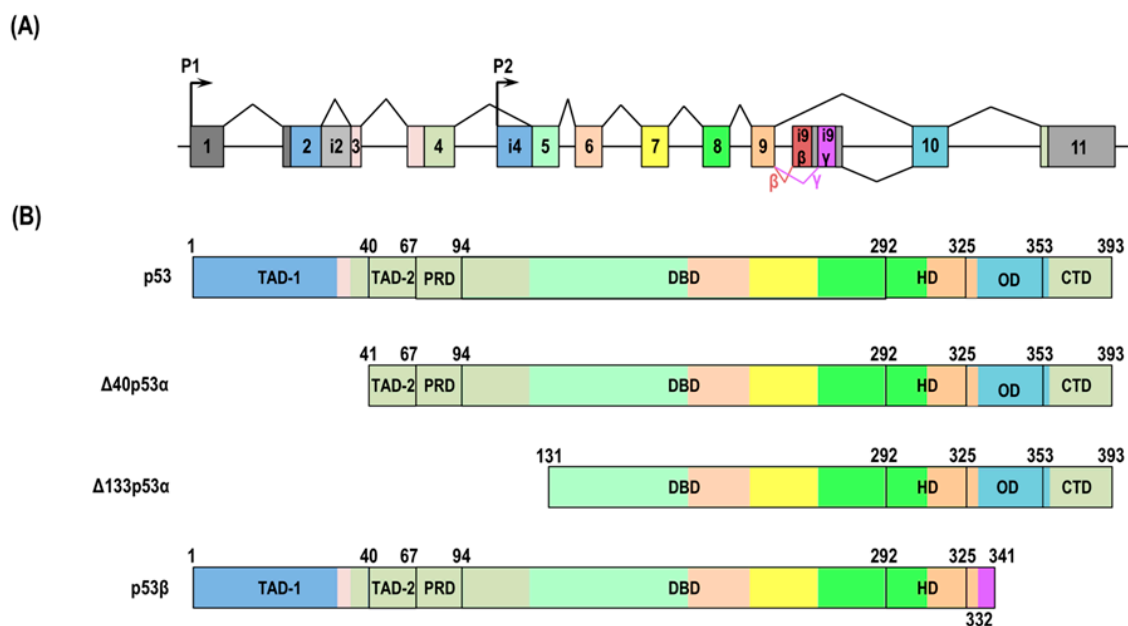 (A)
P1 P2
1 2 i2 3 4 i4 5 6 7 8 9 i9 β i9 γ 10 11
β γ
(B)
1 40 67 94 292 325 353 393
p53 TAD-1 TAD-2 PRD DBD HD OD CTD
41 67 94 292 325 353 393
Δ40p53α TAD-2 PRD DBD HD OD CTD
131 292 325 353 393
Δ133p53α DBD HD OD CTD
1 40 67 94 292 325 341
p53β TAD-1 TAD-2 PRD DBD HD
332